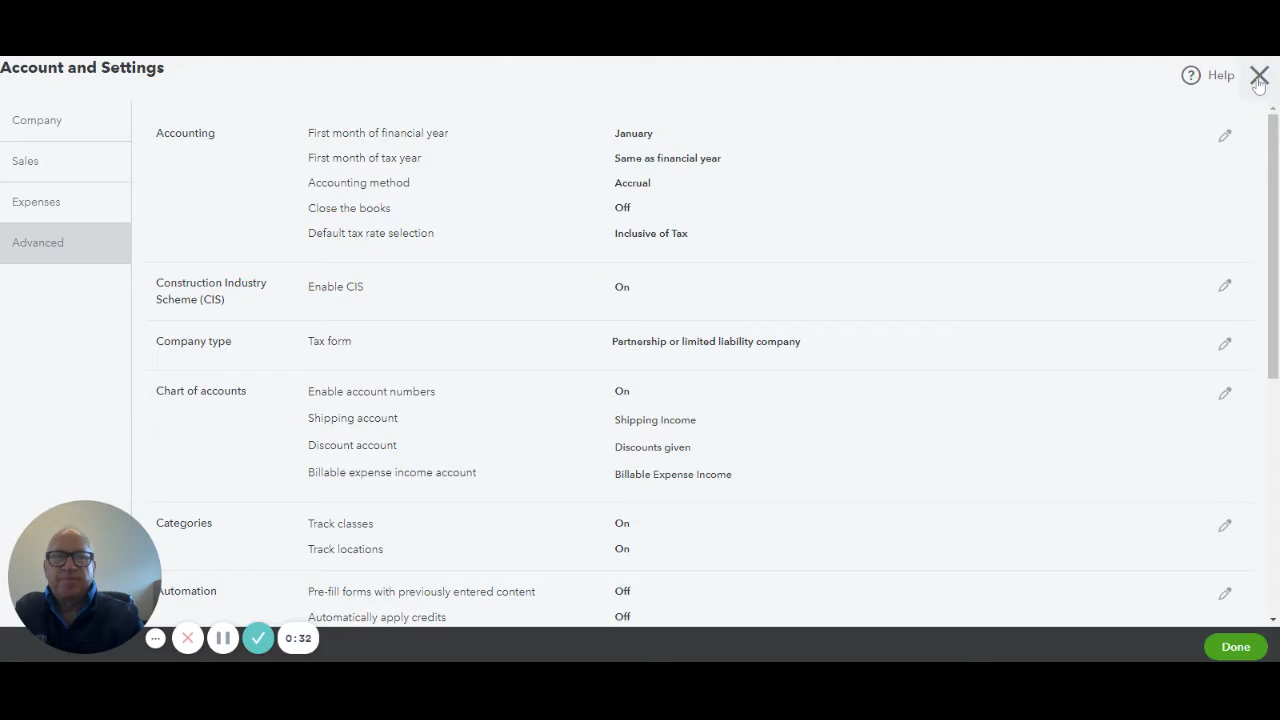 Account and Settings
? Help
Company
Sales
Expenses
Advanced
Accounting
First month of financial year January
First month of tax year Same as financial year
Accounting method Accrual
Close the books Off
Default tax rate selection Inclusive of Tax
Construction Industry
Scheme (CIS)
Enable CIS On
Company type Tax form Partnership or limited liability company
Chart of accounts Enable account numbers On
Shipping account Shipping Income
Discount account Discounts given
Billable expense income account Billable Expense Income
Categories Track classes On
Track locations On
Automation Pre-fill forms with previously entered content Off
Automatically apply credits Off
0:32
Done